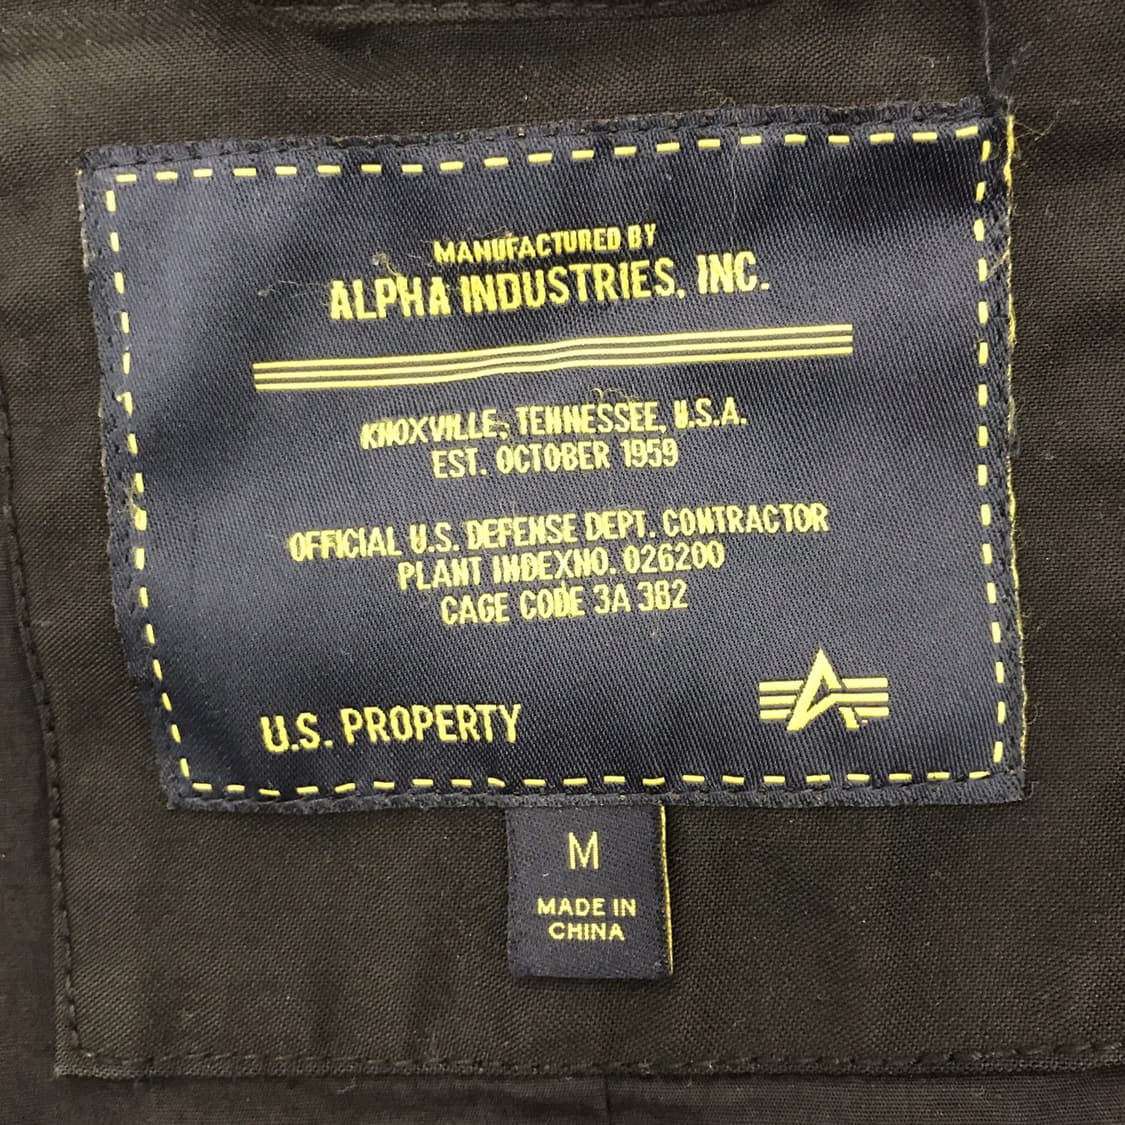 MANUFACTURED BY
ALPHA INDUSTRIES, INC.
KNOXVILLE, TENNESSEE, U.S.A.
EST. OCTOBER 1959
OFFICIAL U.S. DEFENSE DEPT. CONTRACTOR
PLANT INDEXNO. 026200
CAGE CODE 3A 3B2
U.S. PROPERTY
M
MADE IN
CHINA